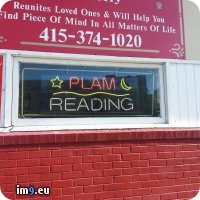 Reunites Loved Ones & Will Help You
Find Piece Of Mind In All Matters Of Life
415-374-1020
PLAM
READING
im9.eu